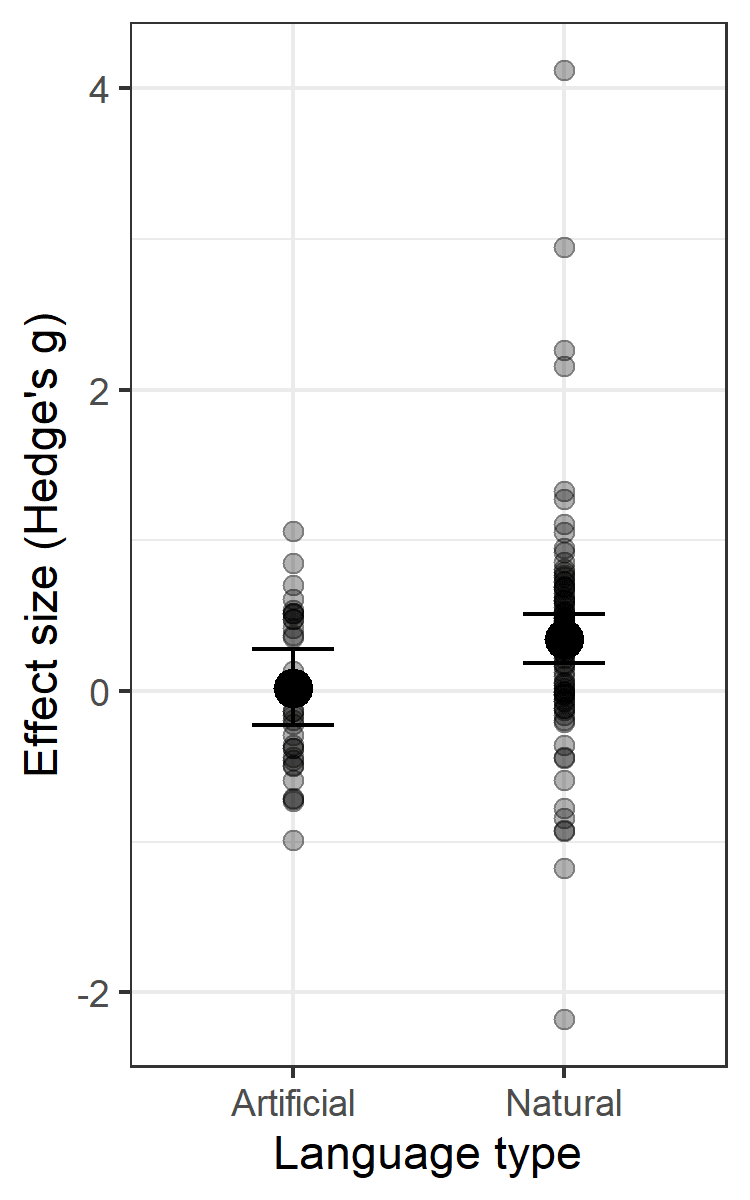 4
2
0
-2
Effect size (Hedge's g)
Artificial Natural
Language type